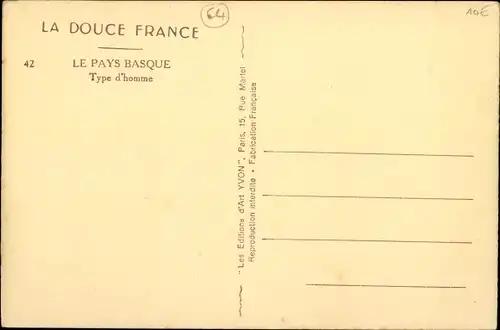 64
10€
LA DOUCE FRANCE
42 LE PAYS BASQUE
Type d'homme
"Les Editions d'Art YVON", Paris, 15, Rue Martel
Reproduction interdite • Fabrication Française